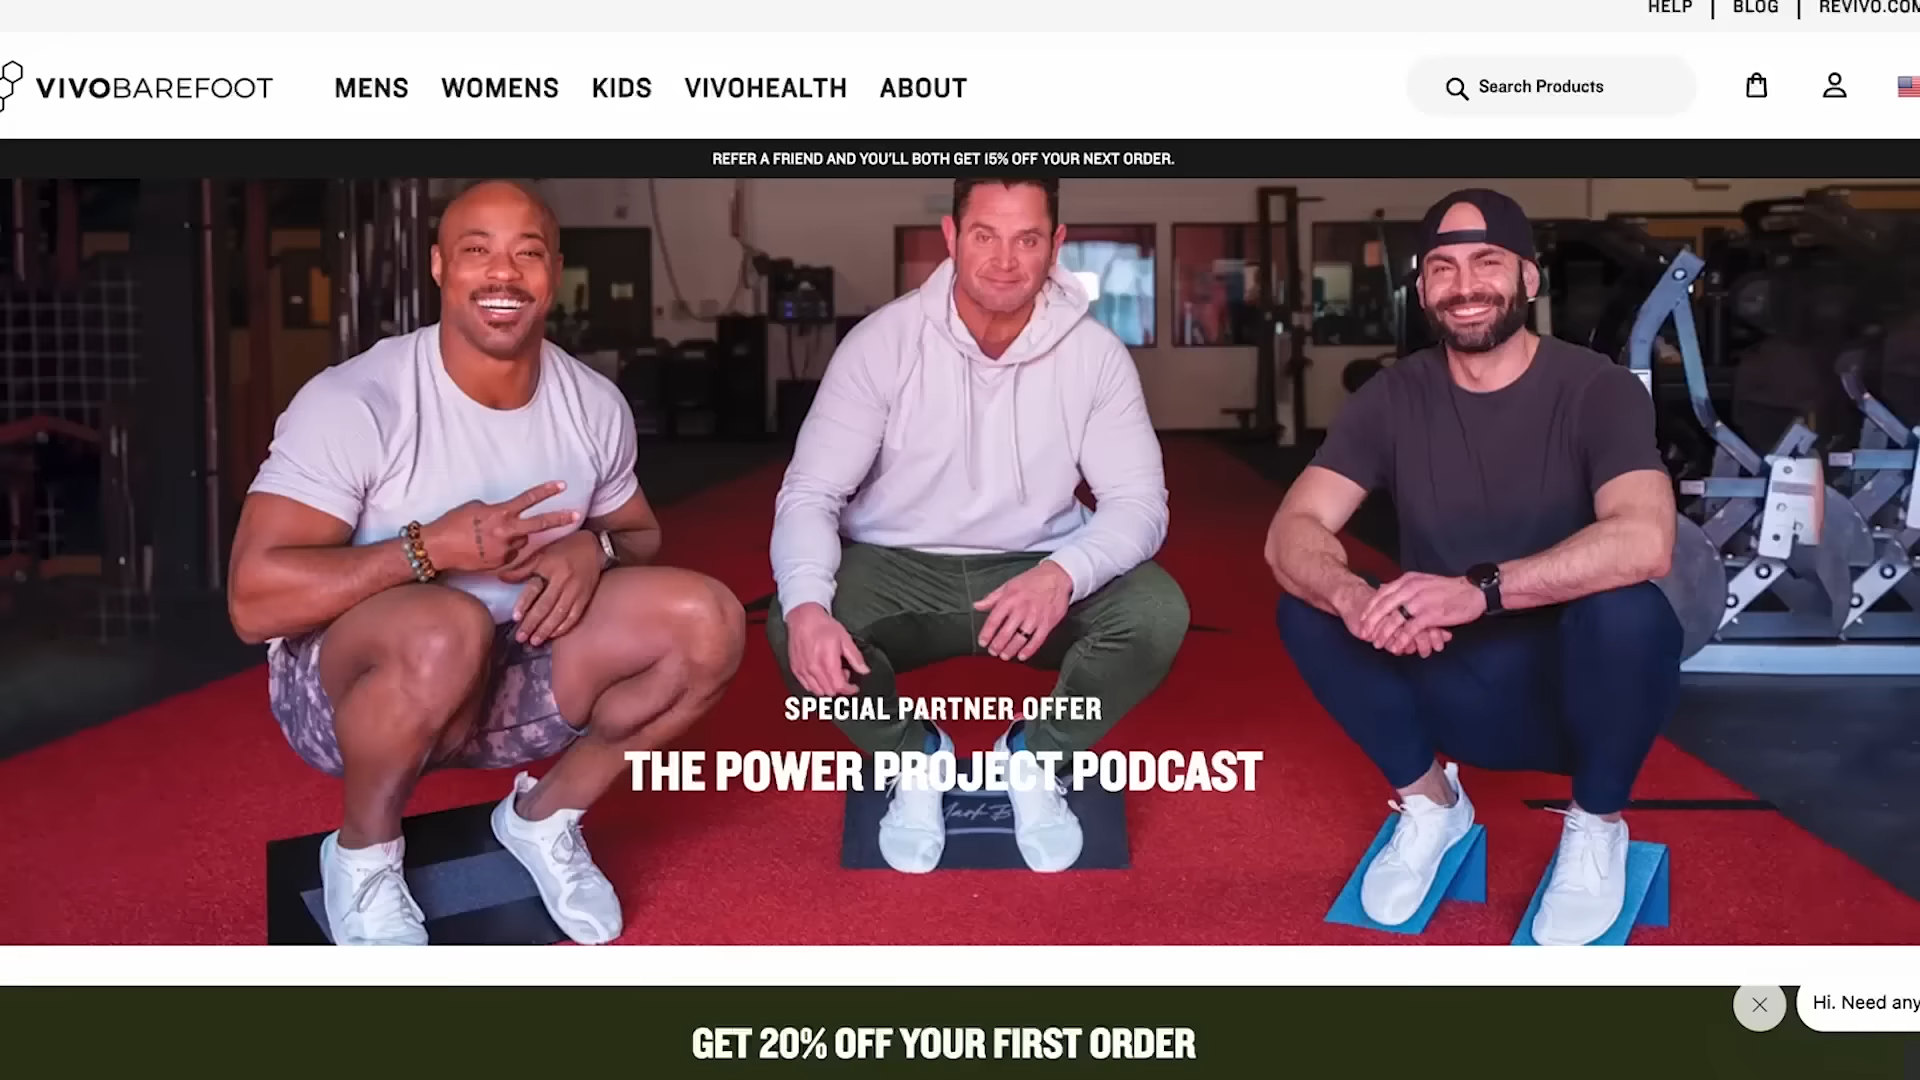 HELP | BLOG | REVIVO.COM
VIVOBAREFOOT
MENS WOMENS KIDS VIVOHEALTH ABOUT
Search Products
REFER A FRIEND AND YOU'LL BOTH GET 15% OFF YOUR NEXT ORDER.
SPECIAL PARTNER OFFER
THE POWER PROJECT PODCAST
Hi. Need any
GET 20% OFF YOUR FIRST ORDER